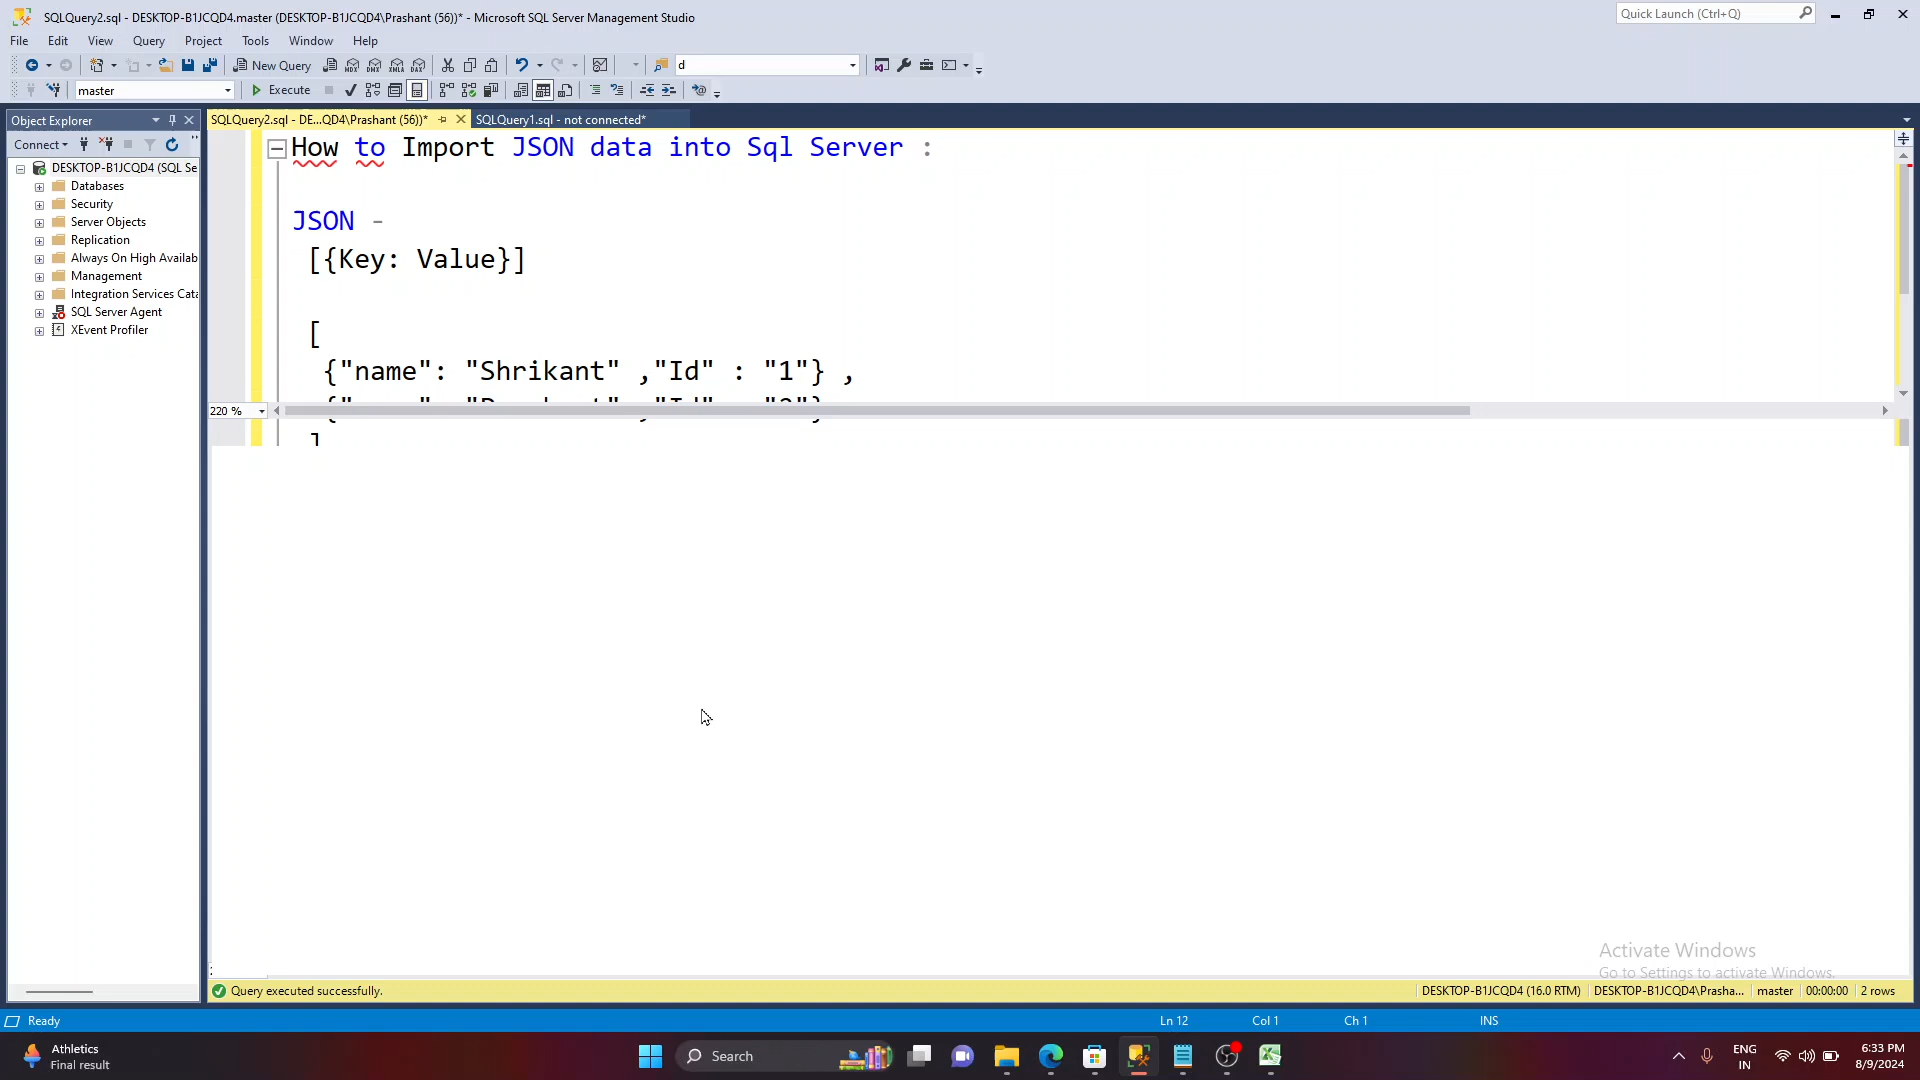 SQLQuery2.sql - DESKTOP-B1JCQD4.master (DESKTOP-B1JCQD4\Prashant (56))* - Microsoft SQL Server Management Studio
Quick Launch (Ctrl+Q)
File Edit View Query Project Tools Window Help
New Query
d
master
Execute
Object Explorer
SQLQuery2.sql - DE...QD4\Prashant (56))*
SQLQuery1.sql - not connected*
Connect
DESKTOP-B1JCQD4 (SQL Se
Databases
Security
Server Objects
Replication
Always On High Availab
Management
Integration Services Cata
SQL Server Agent
XEvent Profiler
How to Import JSON data into Sql Server :
JSON -
[{Key: Value}]
[
{"name": "Shrikant" ,"Id" : "1"} ,
]
220 %
Activate Windows
Go to Settings to activate Windows.
Query executed successfully.
DESKTOP-B1JCQD4 (16.0 RTM)
DESKTOP-B1JCQD4\Prasha...
master
00:00:00
2 rows
Ready
Ln 12
Col 1
Ch 1
INS
Athletics
Final result
Search
ENG
IN
6:33 PM
8/9/2024